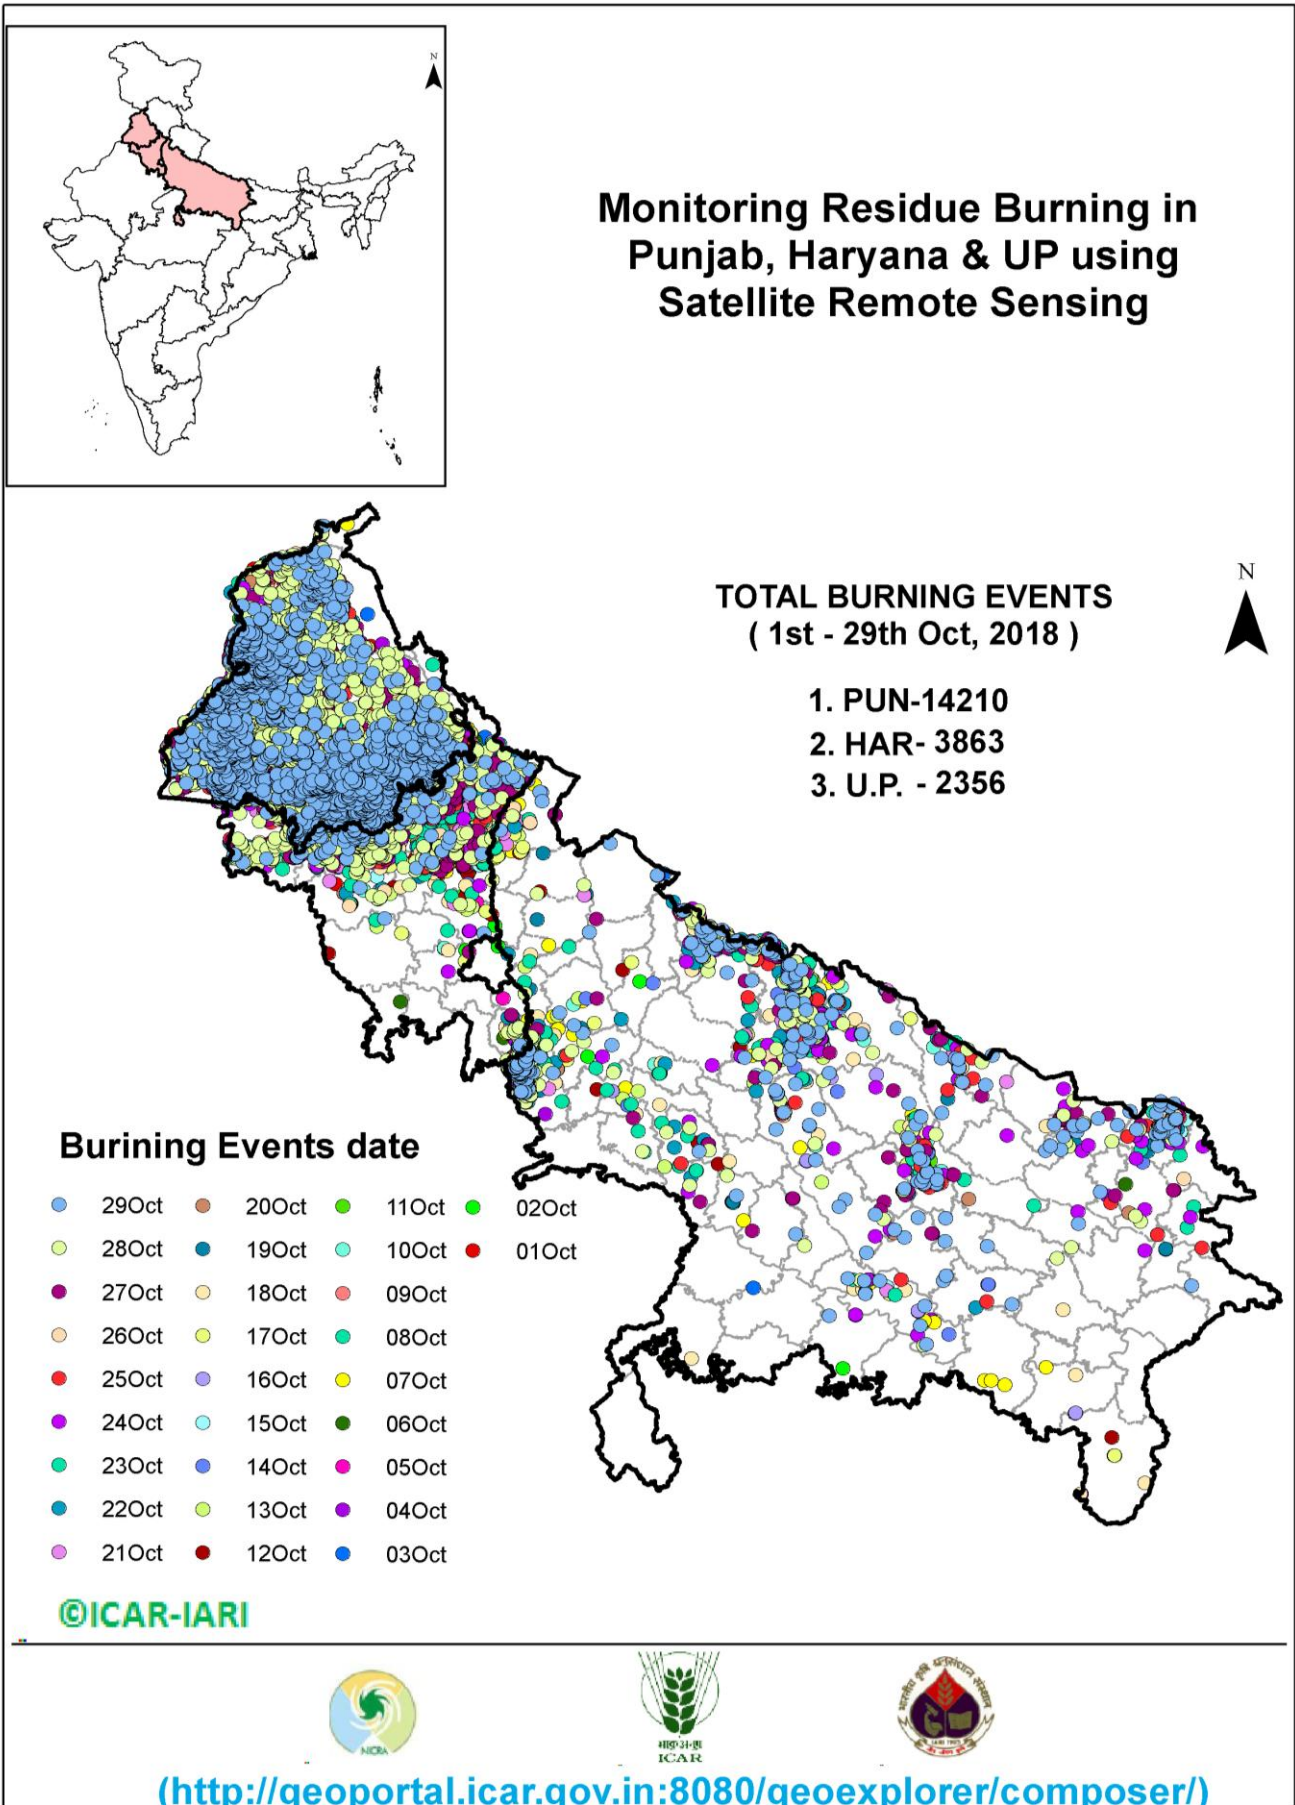 N
Monitoring Residue Burning in
Punjab, Haryana & UP using
Satellite Remote Sensing
TOTAL BURNING EVENTS
( 1st - 29th Oct, 2018 )
N
1. PUN-14210
2. HAR- 3863
3. U.P. - 2356
Burining Events date
29Oct 20Oct 11Oct 02Oct
28Oct 19Oct 10Oct 01Oct
27Oct 18Oct 09Oct
26Oct 17Oct 08Oct
25Oct 16Oct 07Oct
24Oct 15Oct 06Oct
23Oct 14Oct 05Oct
22Oct 13Oct 04Oct
21Oct 12Oct 03Oct
©ICAR-IARI
NICRA
ICAR
(http://geoportal.icar.gov.in:8080/geoexplorer/composer/)